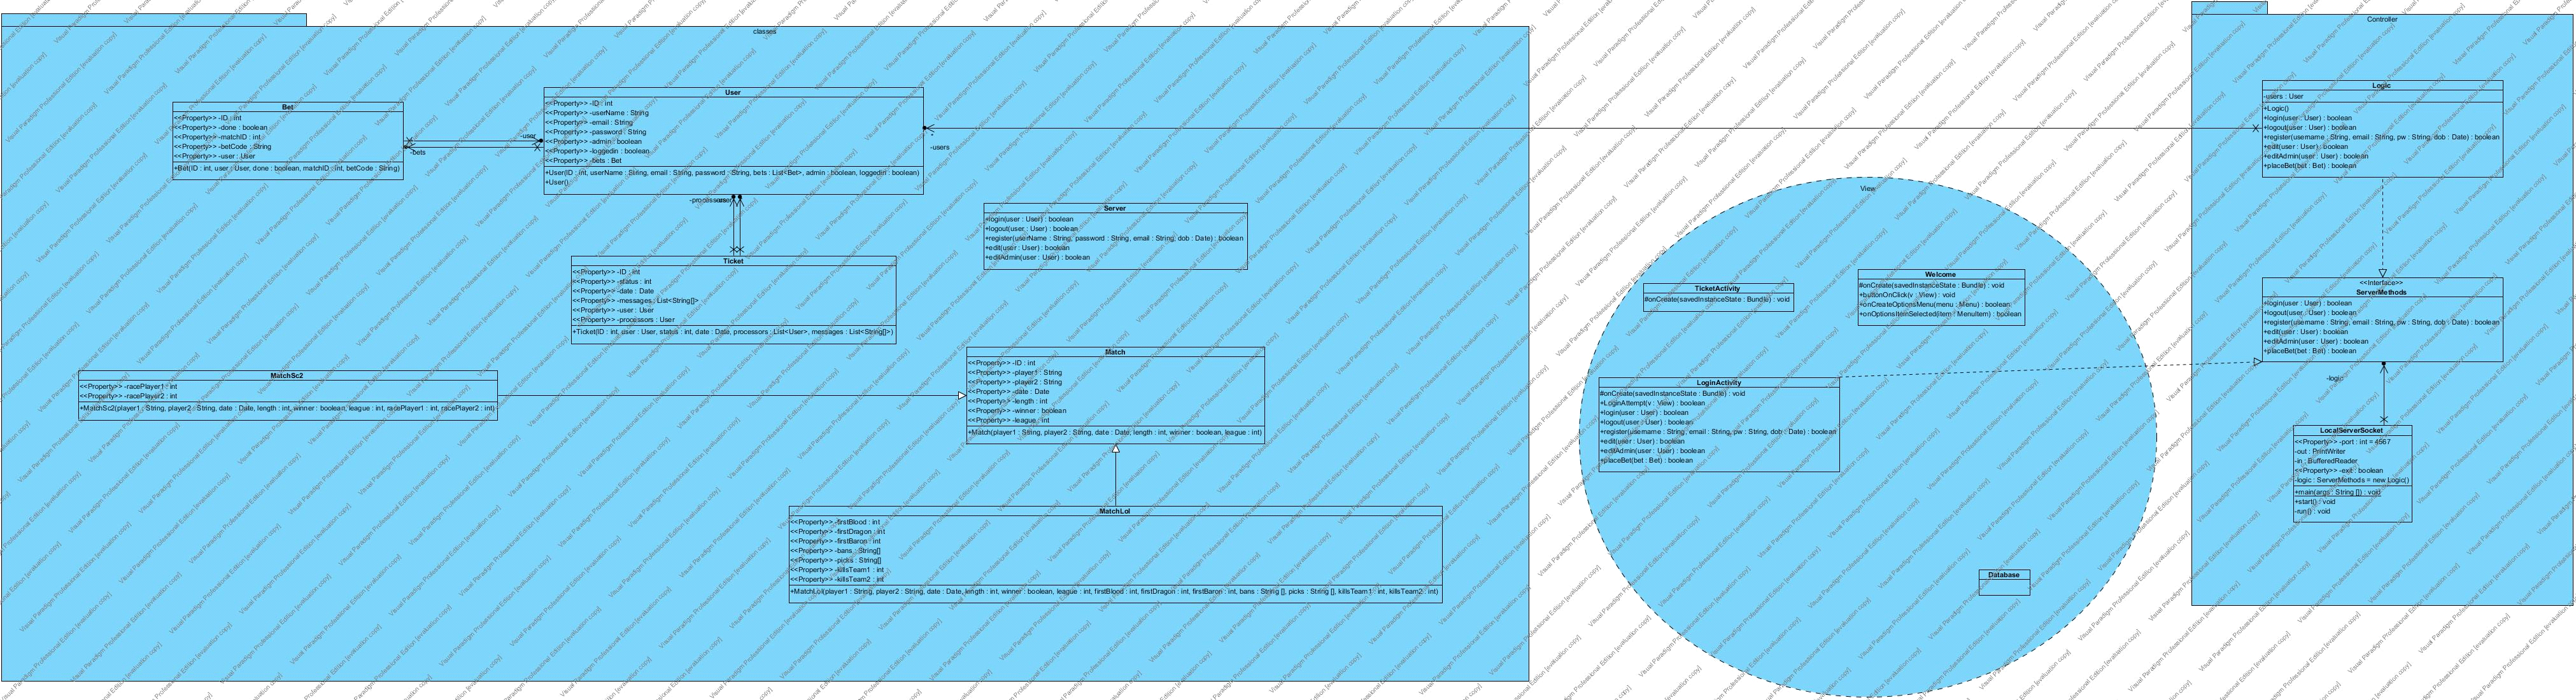 classes
Bet
<<Property>> -ID : int
<<Property>> -done : boolean
<<Property>> -matchID : int
<<Property>> -betCode : String
<<Property>> -user : User
+Bet(ID : int, user : User, done : boolean, matchID : int, betCode : String)
-bets
-user
User
<<Property>> -ID : int
<<Property>> -userName : String
<<Property>> -email : String
<<Property>> -password : String
<<Property>> -admin : boolean
<<Property>> -loggedin : boolean
<<Property>> -bets : Bet
+User(ID : int, userName : String, email : String, password : String, bets : List<Bet>, admin : boolean, loggedin : boolean)
+User()
*
-users
Ticket
<<Property>> -ID : int
<<Property>> -status : int
<<Property>> -date : Date
<<Property>> -messages : List<String[]>
<<Property>> -user : User
<<Property>> -processors : User
+Ticket(ID : int, user : User, status : int, date : Date, processors : List<User>, messages : List<String[]>)
Server
+login(user : User) : boolean
+logout(user : User) : boolean
+register(userName : String, password : String, email : String, dob : Date) : boolean
+edit(user : User) : boolean
+editAdmin(user : User) : boolean
MatchSc2
<<Property>> -racePlayer1 : int
<<Property>> -racePlayer2 : int
+MatchSc2(player1 : String, player2 : String, date : Date, length : int, winner : boolean, league : int, racePlayer1 : int, racePlayer2 : int)
Match
<<Property>> -ID : int
<<Property>> -player1 : String
<<Property>> -player2 : String
<<Property>> -date : Date
<<Property>> -length : int
<<Property>> -winner : boolean
<<Property>> -league : int
+Match(player1 : String, player2 : String, date : Date, length : int, winner : boolean, league : int)
MatchLol
<<Property>> -firstBlood : int
<<Property>> -firstDragon : int
<<Property>> -firstBaron : int
<<Property>> -bans : String[]
<<Property>> -picks : String[]
<<Property>> -killsTeam1 : int
<<Property>> -killsTeam2 : int
+MatchLol(player1 : String, player2 : String, date : Date, length : int, winner : boolean, league : int, firstBlood : int, firstDragon : int, firstBaron : int, bans : String [], picks : String [], killsTeam1 : int, killsTeam2 : int)
View
TicketActivity
#onCreate(savedInstanceState : Bundle) : void
Welcome
#onCreate(savedInstanceState : Bundle) : void
+buttonOnClick(v : View) : void
+onCreateOptionsMenu(menu : Menu) : boolean
+onOptionsItemSelected(item : MenuItem) : boolean
LoginActivity
#onCreate(savedInstanceState : Bundle) : void
+LoginAttempt(v : View) : boolean
+login(user : User) : boolean
+logout(user : User) : boolean
+register(username : String, email : String, pw : String, dob : Date) : boolean
+edit(user : User) : boolean
+editAdmin(user : User) : boolean
+placeBet(bet : Bet) : boolean
Database
Controller
Logic
-users : User
+Logic()
+login(user : User) : boolean
+logout(user : User) : boolean
+register(username : String, email : String, pw : String, dob : Date) : boolean
+edit(user : User) : boolean
+editAdmin(user : User) : boolean
+placeBet(bet : Bet) : boolean
<<Interface>>
ServerMethods
+login(user : User) : boolean
+logout(user : User) : boolean
+register(username : String, email : String, pw : String, dob : Date) : boolean
+edit(user : User) : boolean
+editAdmin(user : User) : boolean
+placeBet(bet : Bet) : boolean
-logic
LocalServerSocket
<<Property>> -port : int = 4567
-out : PrintWriter
-in : BufferedReader
<<Property>> -exit : boolean
-logic : ServerMethods = new Logic()
+main(args : String []) : void
+start() : void
-run() : void
Visual Paradigm Professional Edition [evaluation copy]